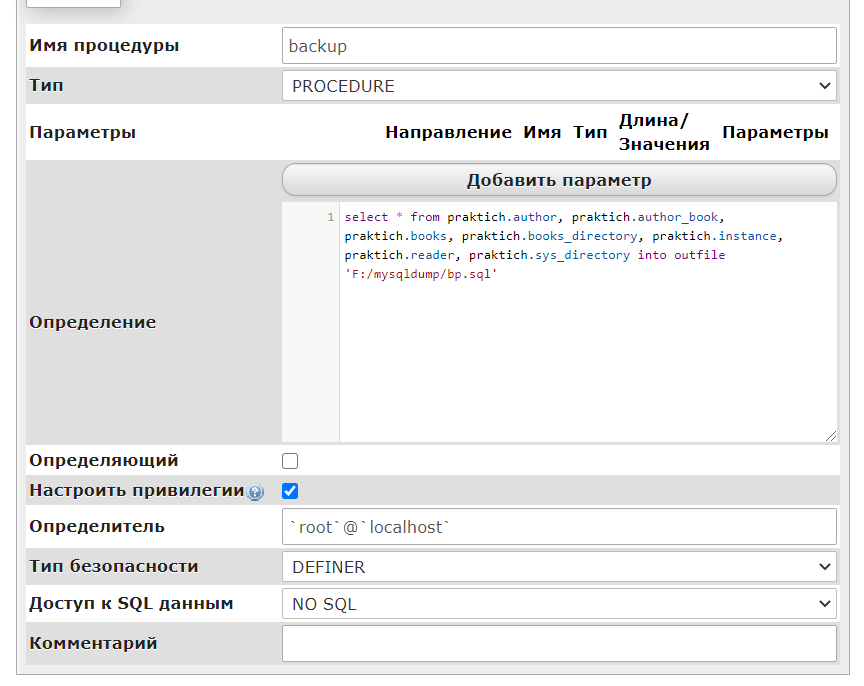 Имя процедуры
backup
Тип
PROCEDURE
Параметры
Направление Имя Тип Длина/
Значения Параметры
Добавить параметр
Определение
1 select * from praktich.author, praktich.author_book,
praktich.books, praktich.books_directory, praktich.instance,
praktich.reader, praktich.sys_directory into outfile
'F:/mysqldump/bp.sql'
Определяющий
Настроить привилегии
Определитель
`root`@`localhost`
Тип безопасности
DEFINER
Доступ к SQL данным
NO SQL
Комментарий